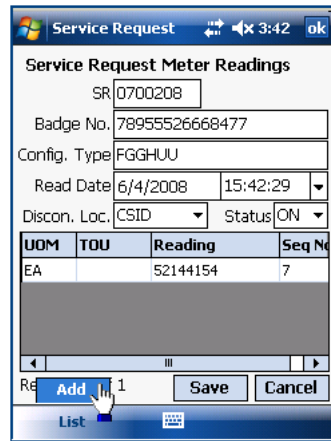 Service Request 3:42 ok
Service Request Meter Readings
SR 0700208
Badge No. 78955526668477
Config. Type FGGHUU
Read Date 6/4/2008 15:42:29
Discon. Loc. CSID Status ON
UOM TOU Reading Seq No
EA 52144154 7
Add 1 Save Cancel
List